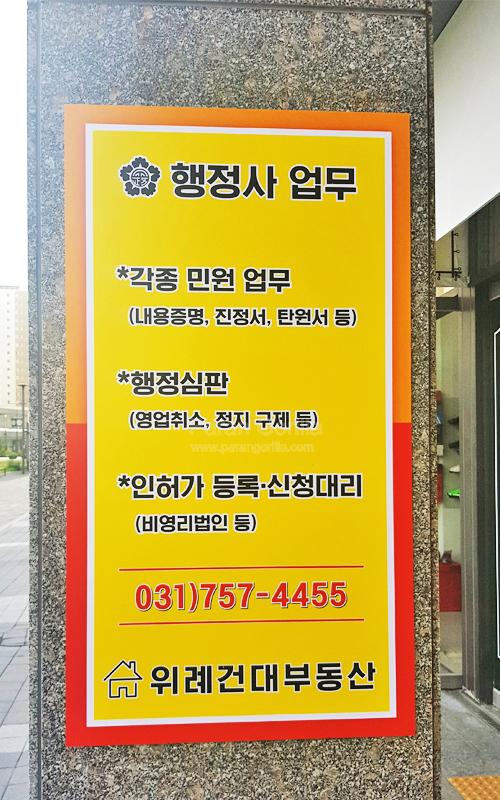 행정사 업무
*각종 민원 업무
(내용증명, 진정서, 탄원서 등)
*행정심판
(영업취소, 정지 구제 등)
www.parangorilla.com
*인허가 등록·신청대리
(비영리법인 등)
031)757-4455
위례건대부동산